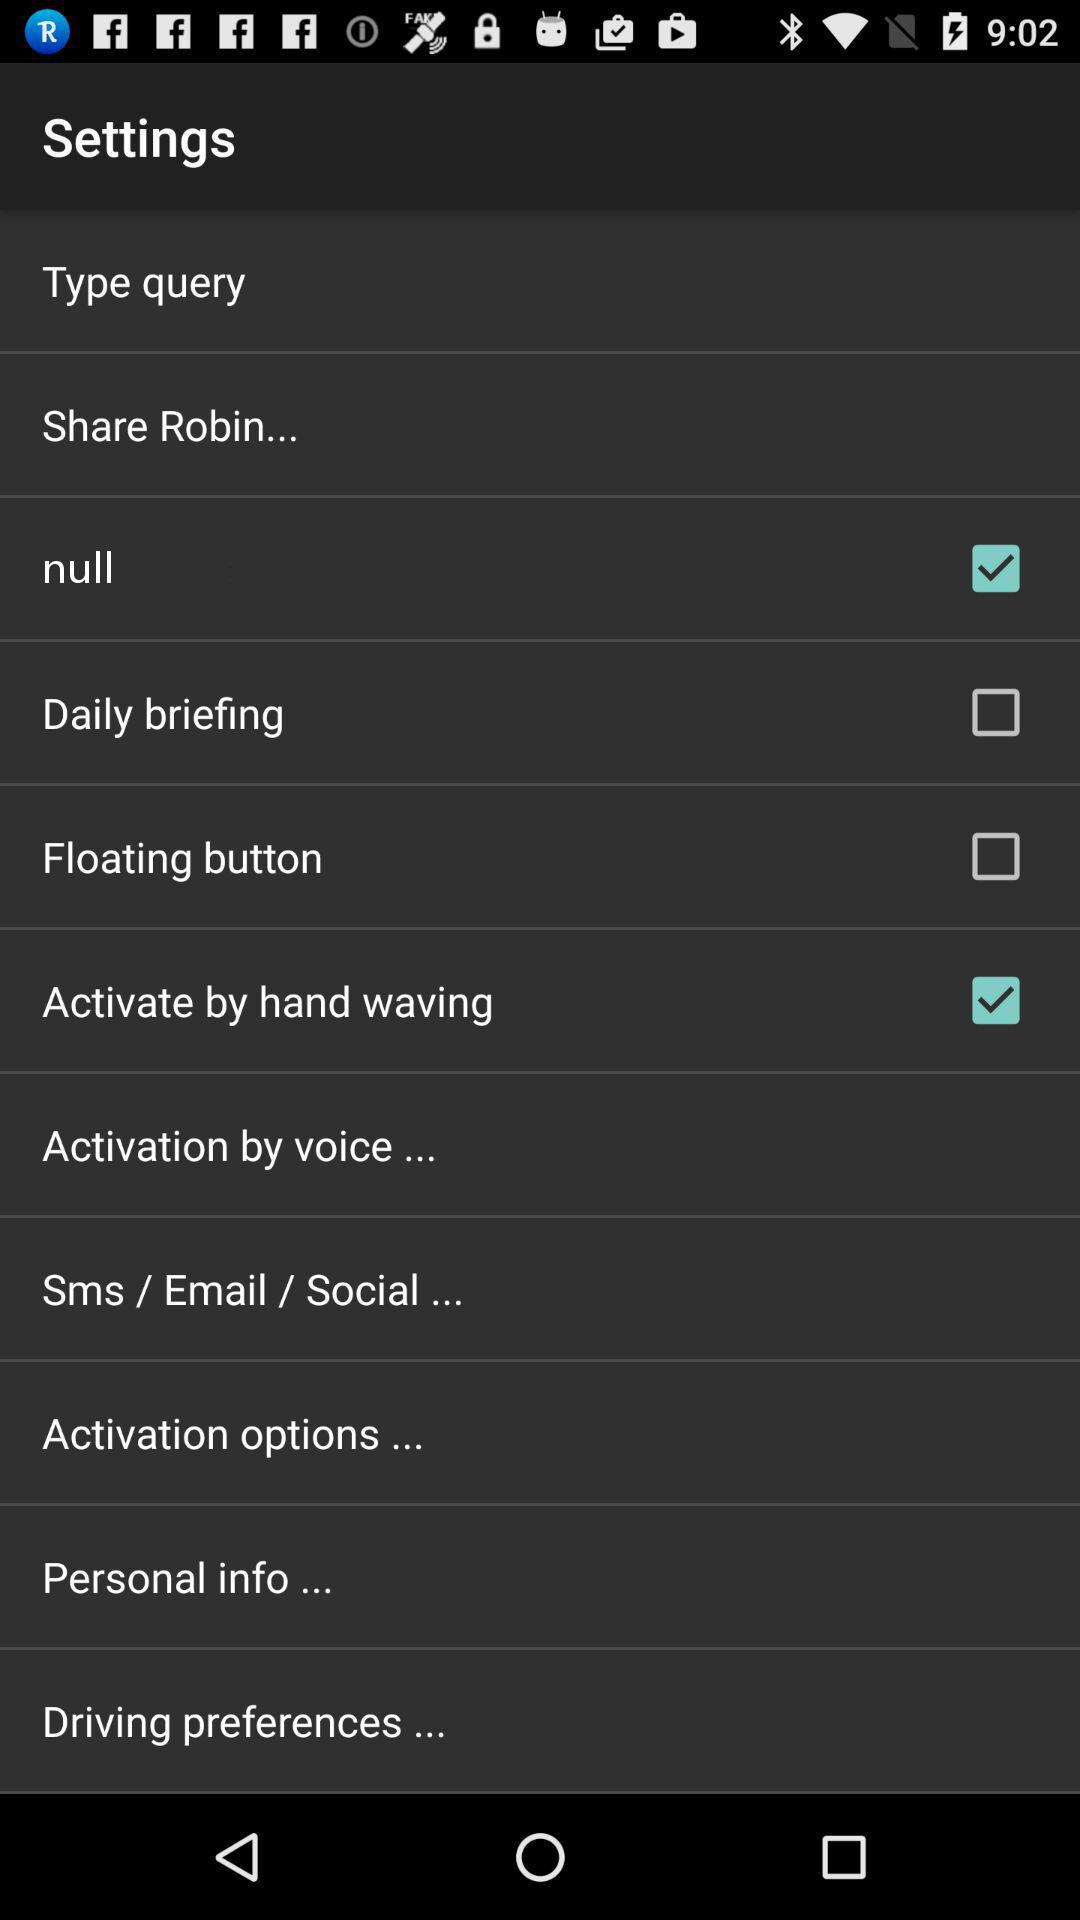 R FAKE 9:02
Settings
Type query
Share Robin...
null
Daily briefing
Floating button
Activate by hand waving
Activation by voice ...
Sms / Email / Social ...
Activation options ...
Personal info ...
Driving preferences ...